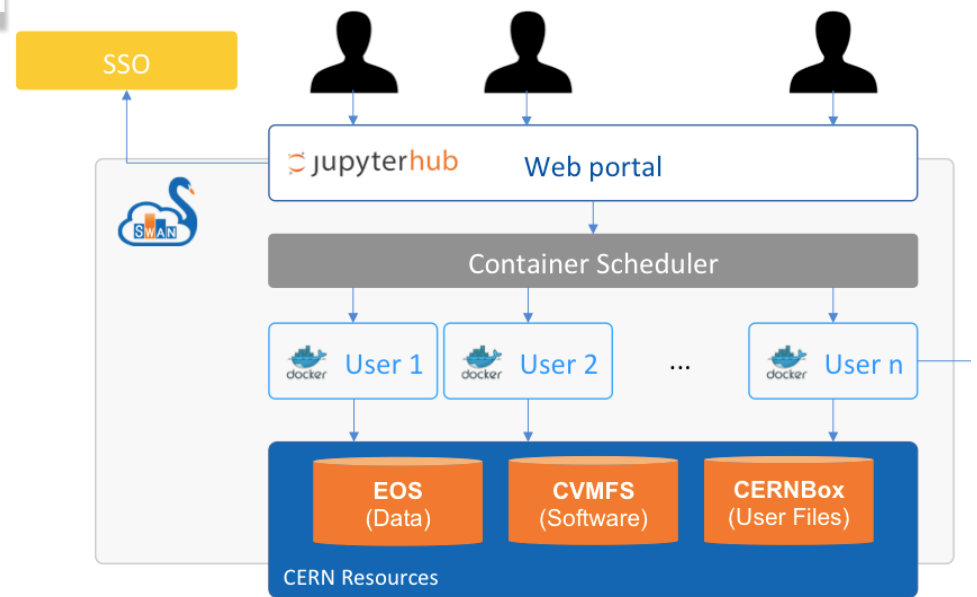 SSO
jupyterhub
Web portal
SWAN
Container Scheduler
docker
User 1
docker
User 2
...
docker
User n
EOS
(Data)
CVMFS
(Software)
CERNBox
(User Files)
CERN Resources